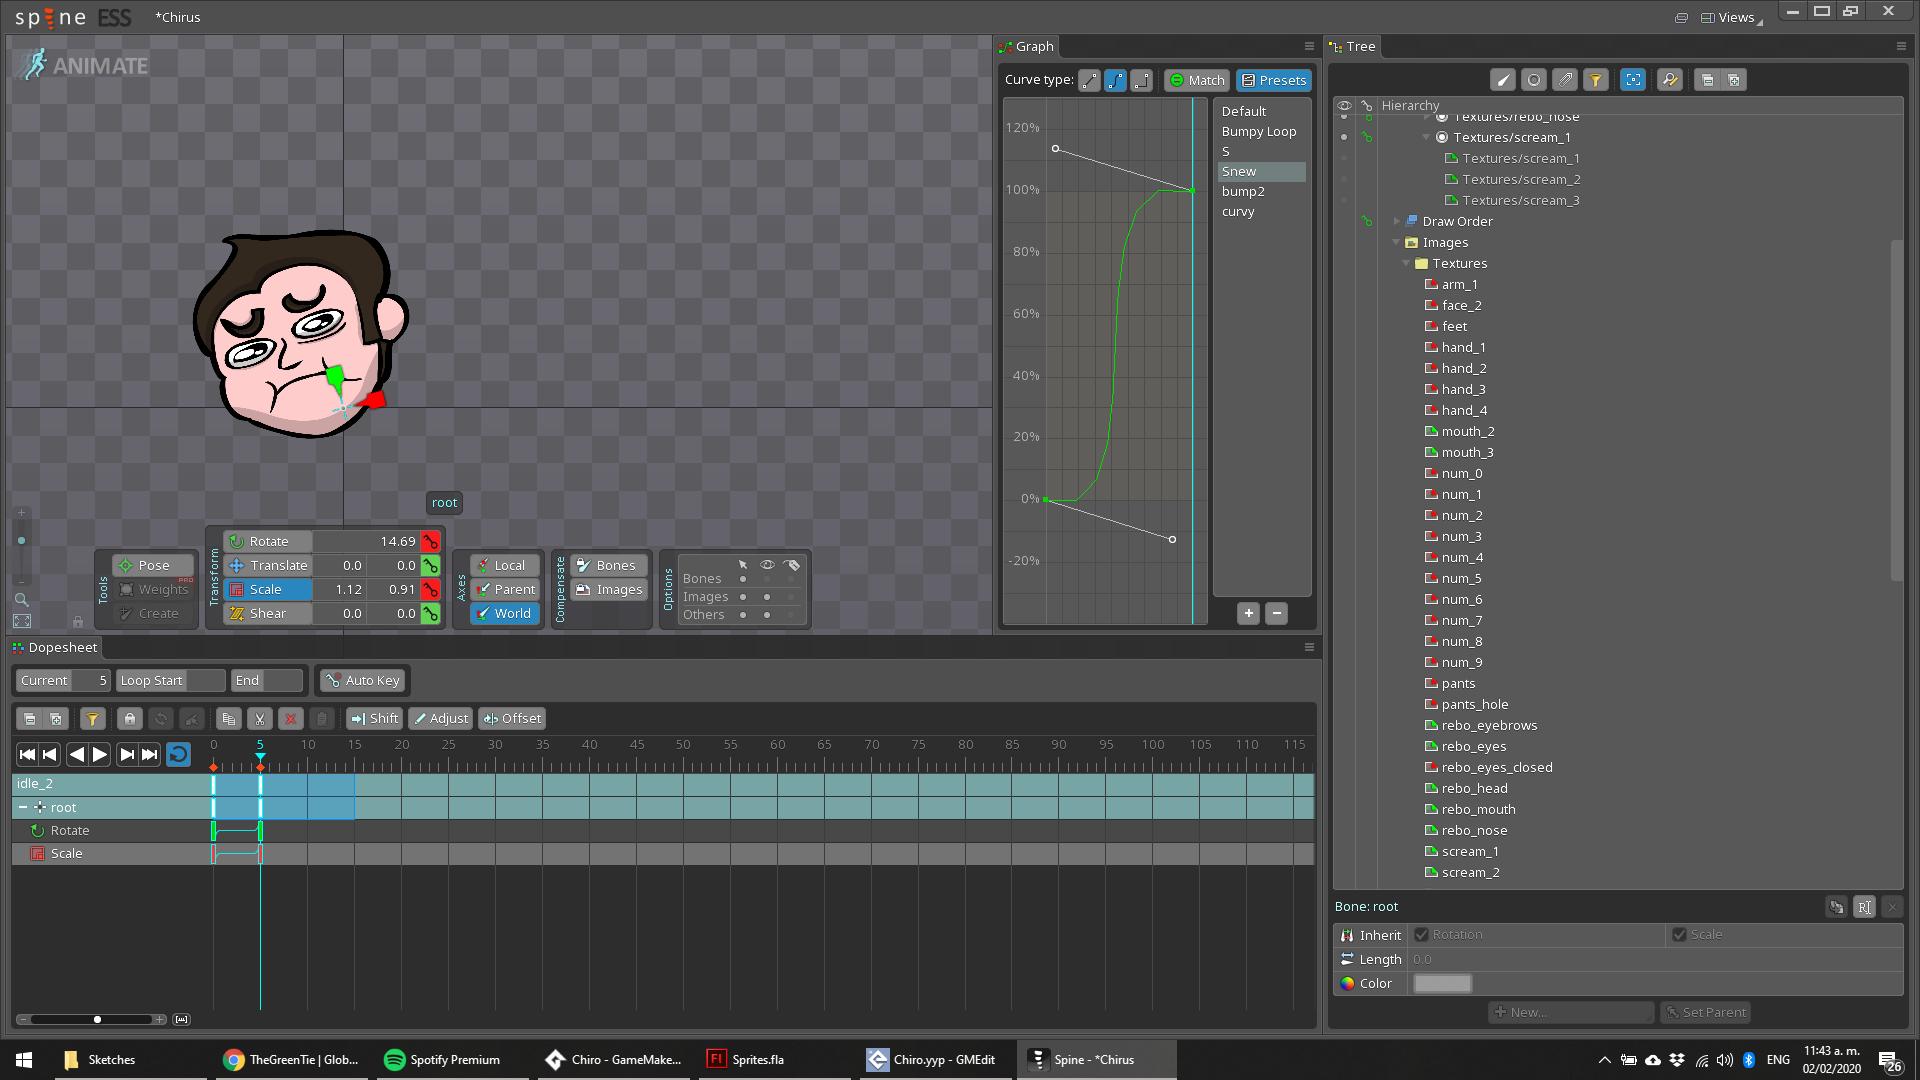 spine ESS
*Chirus
Views
ANIMATE
Graph
Tree
Curve type:
Match
Presets
120%
100%
80%
60%
40%
20%
0%
-20%
Default
Bumpy Loop
S
Snew
bump2
curvy
Hierarchy
Textures/rebo_nose
Textures/scream_1
Textures/scream_1
Textures/scream_2
Textures/scream_3
Draw Order
Images
Textures
arm_1
face_2
feet
hand_1
hand_2
hand_3
hand_4
mouth_2
mouth_3
num_0
num_1
num_2
num_3
num_4
num_5
num_6
num_7
num_8
num_9
pants
pants_hole
rebo_eyebrows
rebo_eyes
rebo_eyes_closed
rebo_head
rebo_mouth
rebo_nose
scream_1
scream_2
root
Tools
Pose
Weights PRO
Create
Transform
Rotate 14.69
Translate 0.0 0.0
Scale 1.12 0.91
Shear 0.0 0.0
Axes
Local
Parent
World
Compensate
Bones
Images
Options
Bones
Images
Others
Dopesheet
Current 5 Loop Start End Auto Key
Shift Adjust Offset
0 5 10 15 20 25 30 35 40 45 50 55 60 65 70 75 80 85 90 95 100 105 110 115
idle_2
root
Rotate
Scale
Bone: root
Inherit Rotation Scale
Length 0.0
Color
New... Set Parent
Sketches
TheGreenTie | Glob...
Spotify Premium
Chiro - GameMake...
Sprites.fla
Chiro.yyp - GMEdit
Spine - *Chirus
ENG
11:43 a. m.
02/02/2020
26